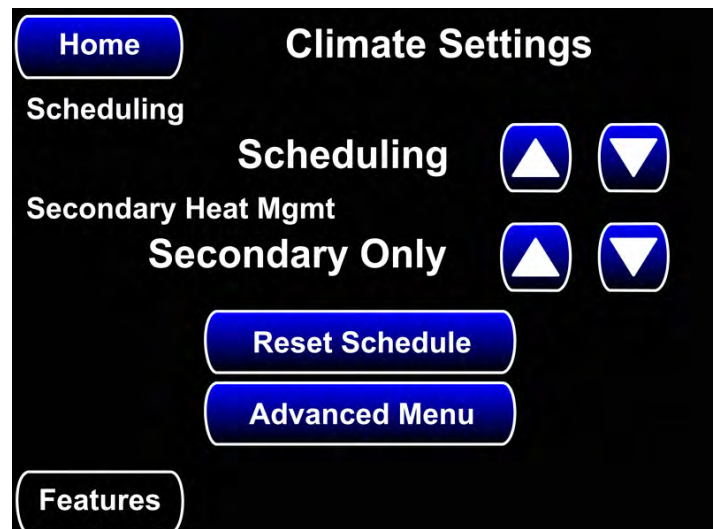 Home
Climate Settings
Scheduling
Scheduling
Secondary Heat Mgmt
Secondary Only
Reset Schedule
Advanced Menu
Features